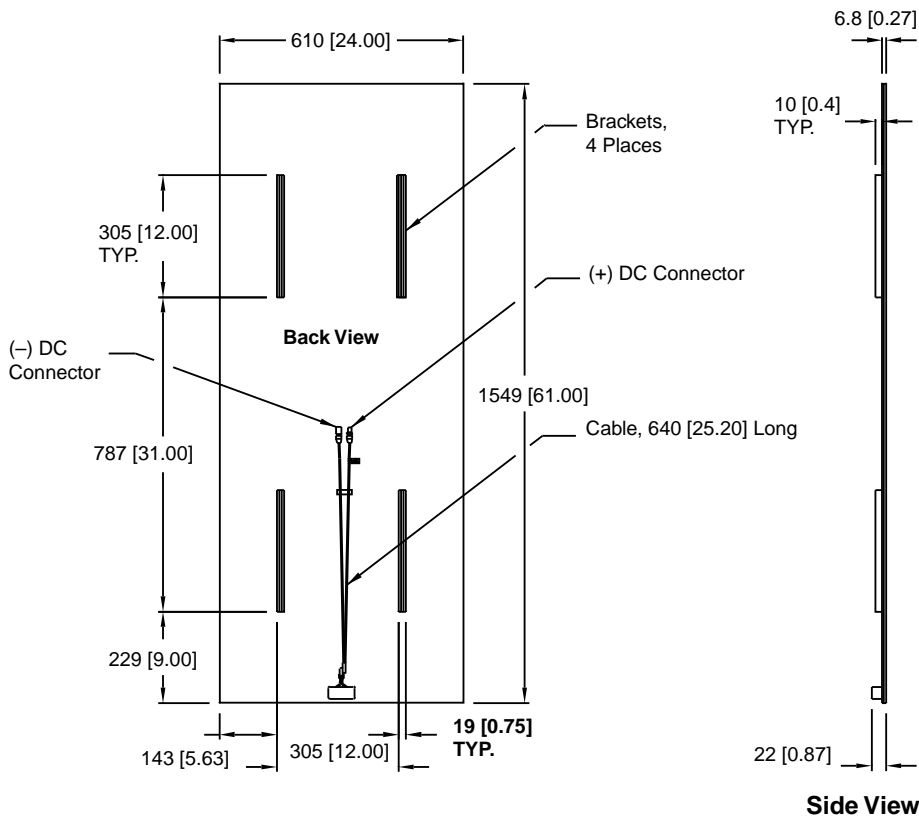 610 [24.00]
6.8 [0.27]
10 [0.4]
TYP.
Brackets,
4 Places
305 [12.00]
TYP.
(+) DC Connector
Back View
(–) DC
Connector
1549 [61.00]
Cable, 640 [25.20] Long
787 [31.00]
229 [9.00]
19 [0.75]
TYP.
143 [5.63]
305 [12.00]
22 [0.87]
Side View